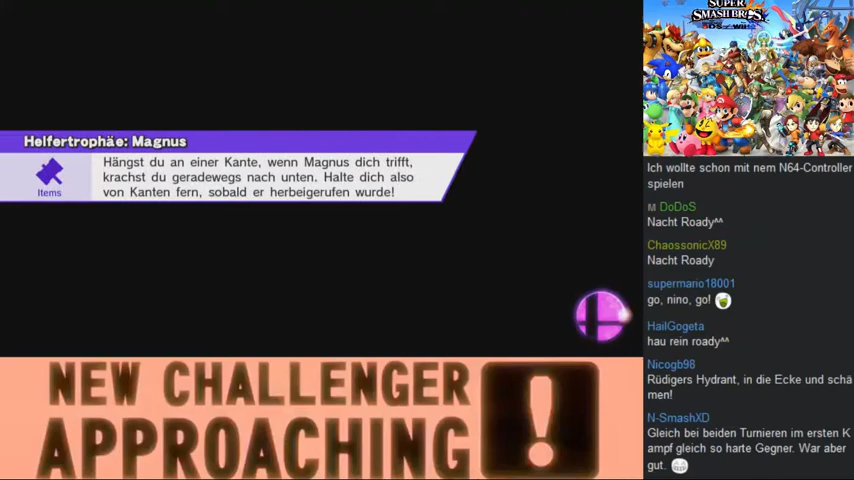 Helfertrophäe: Magnus
Hängst du an einer Kante, wenn Magnus dich trifft,
krachst du geradewegs nach unten. Halte dich also
von Kanten fern, sobald er herbeigerufen wurde!
Items
NEW CHALLENGER
APPROACHING
!
SUPER
SMASH BROS.
Ich wollte schon mit nem N64-Controller
spielen
M DoDoS
Nacht Roady^^
ChaossonicX89
Nacht Roady
supermario18001
go, nino, go!
HailGogeta
hau rein roady^^
Nicogb98
Rüdigers Hydrant, in die Ecke und schä
men!
N-SmashXD
Gleich bei beiden Turnieren im ersten K
ampf gleich so harte Gegner. War aber
gut.